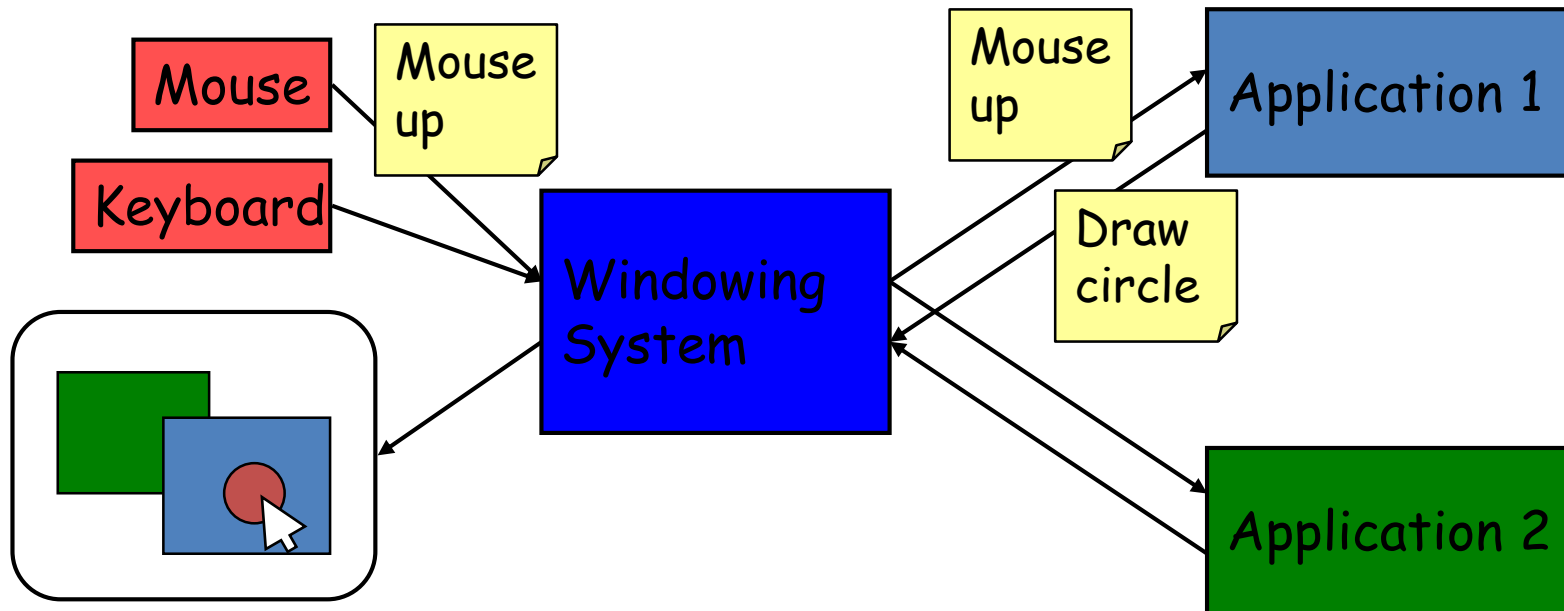 Mouse
Mouse
up
Keyboard
Windowing
System
Mouse
up
Application 1
Draw
circle
Application 2